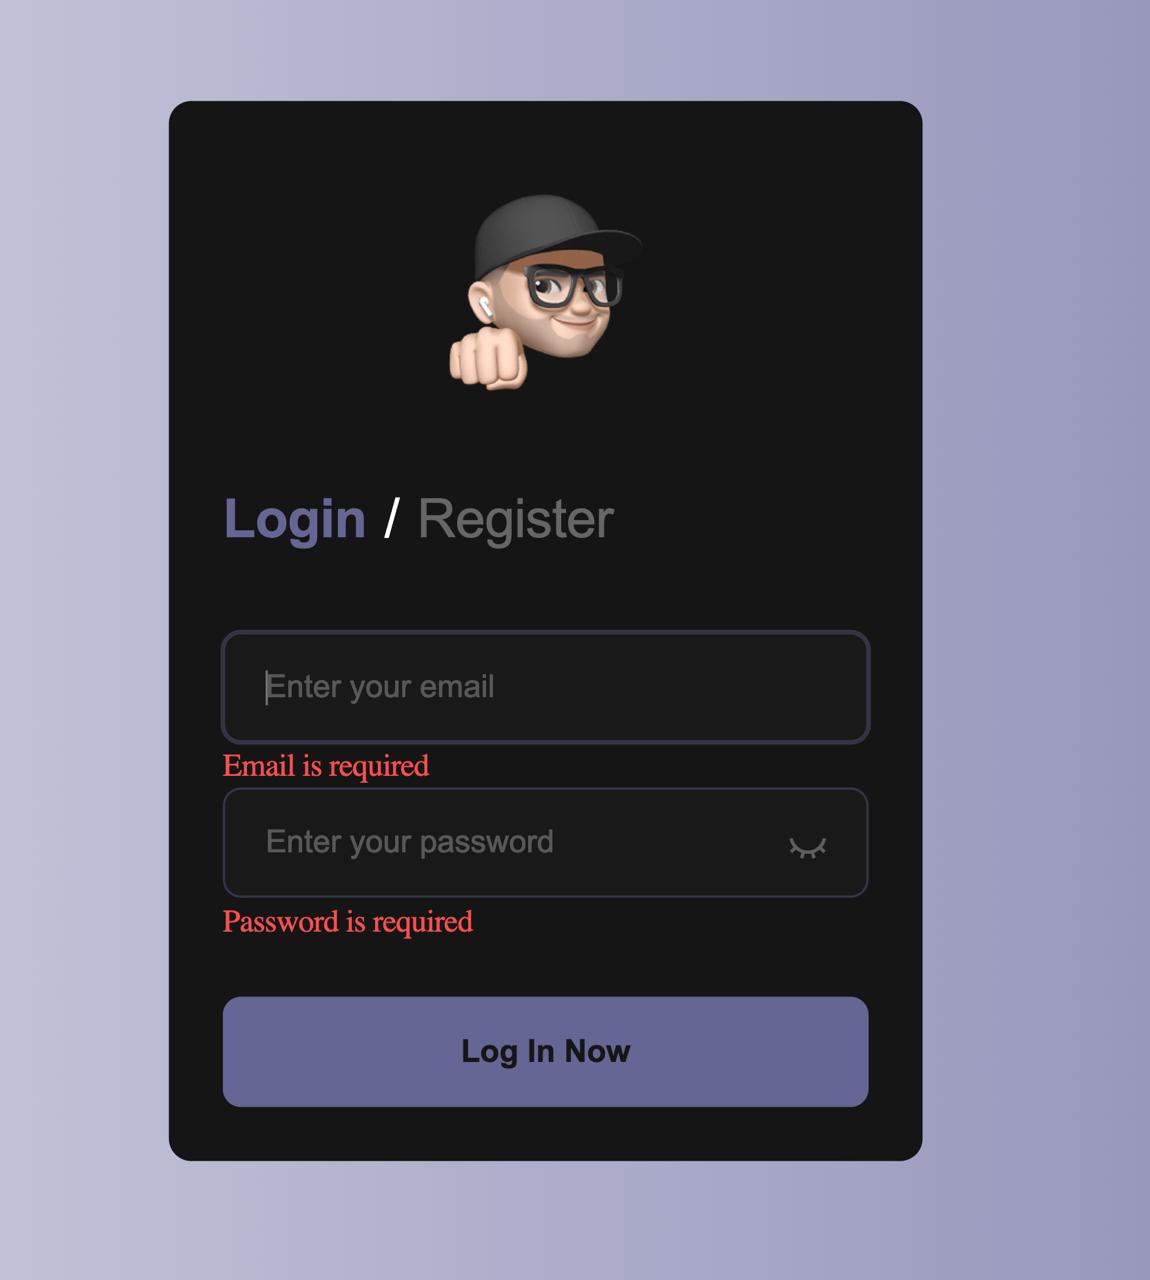 Login / Register
Enter your email
Email is required
Enter your password
Password is required
Log In Now